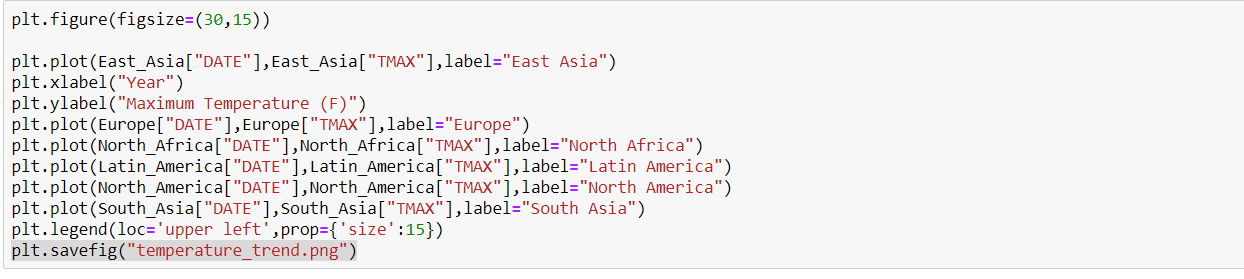 plt.figure(figsize=(30,15))
plt.plot(East_Asia["DATE"],East_Asia["TMAX"],label="East Asia")
plt.xlabel("Year")
plt.ylabel("Maximum Temperature (F)")
plt.plot(Europe["DATE"],Europe["TMAX"],label="Europe")
plt.plot(North_Africa["DATE"],North_Africa["TMAX"],label="North Africa")
plt.plot(Latin_America["DATE"],Latin_America["TMAX"],label="Latin America")
plt.plot(North_America["DATE"],North_America["TMAX"],label="North America")
plt.plot(South_Asia["DATE"],South_Asia["TMAX"],label="South Asia")
plt.legend(loc='upper left',prop={'size':15})
plt.savefig("temperature_trend.png")